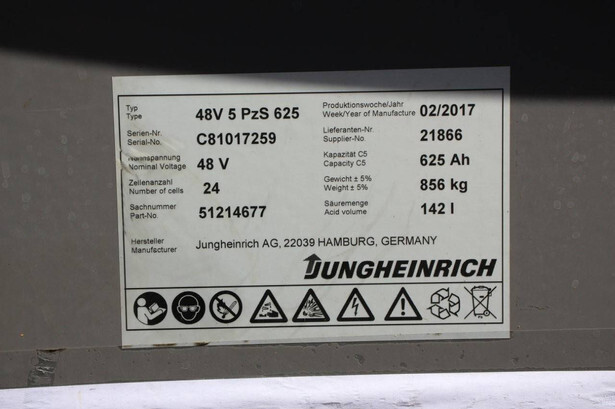 Typ
Type
48V 5 PzS 625
Produktionswoche/Jahr
Week/Year of Manufacture
02/2017
Serien-Nr.
Serial-No.
C81017259
Lieferanten-Nr.
Supplier-No.
21866
Nennspannung
Nominal Voltage
48 V
Kapazität C5
Capacity C5
625 Ah
Zellenanzahl
Number of cells
24
Gewicht ± 5%
Weight ± 5%
856 kg
Sachnummer
Part-No.
51214677
Säuremenge
Acid volume
142 l
Hersteller
Manufacturer
Jungheinrich AG, 22039 HAMBURG, GERMANY
JUNGHEINRICH